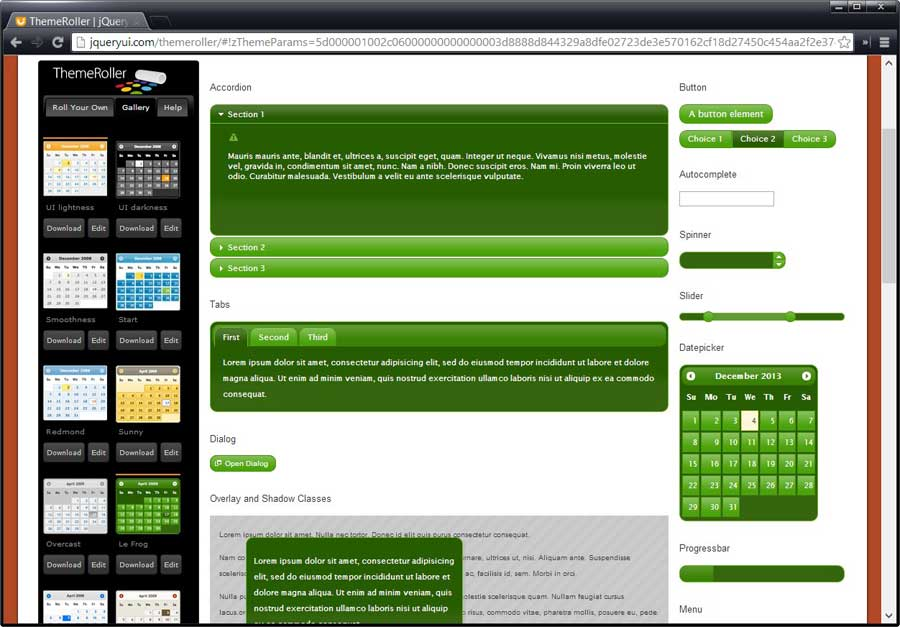 ThemeRoller | jQuery
jqueryui.com/themeroller/#!zThemeParams=5d000001002c06000000000000003d8888d844329a8dfe02723de3e570162cf18d27450c454aa2f2e37
ThemeRoller
Roll Your Own Gallery Help
UI lightness UI darkness
Download Edit Download Edit
Smoothness Start
Download Edit Download Edit
Redmond Sunny
Download Edit Download Edit
Overcast Le Frog
Download Edit Download Edit
Accordion
Section 1
Mauris mauris ante, blandit et, ultrices a, suscipit eget, quam. Integer ut neque. Vivamus nisi metus, molestie
vel, gravida in, condimentum sit amet, nunc. Nam a nibh. Donec suscipit eros. Nam mi. Proin viverra leo ut
odio. Curabitur malesuada. Vestibulum a velit eu ante scelerisque vulputate.
Section 2
Section 3
Tabs
First Second Third
Lorem ipsum dolor sit amet, consectetur adipisicing elit, sed do eiusmod tempor incididunt ut labore et dolore
magna aliqua. Ut enim ad minim veniam, quis nostrud exercitation ullamco laboris nisi ut aliquip ex ea commodo
consequat.
Dialog
Open Dialog
Overlay and Shadow Classes
Lorem ipsum dolor sit amet, Nulla nec tortor. Donec id elit quis purus consectetur consequat.
Nam co
ornare, ultrices ut, nisi. Aliquam ante. Suspendisse
scelerisc
ac, facilisis id, sem. Morbi in orci.
Nulla pu
scelerisque quam. Nullam feugiat cursus
lacus.or
risus, commodo vitae, pharetra mollis, posuere eu, pede
Lorem ipsum dolor sit amet, consectetur adipisicing
elit, sed do eiusmod tempor incididunt ut labore et
dolore magna aliqua. Ut enim ad minim veniam, quis
nostrud exercitation ullamco laboris nisi ut aliquip
ex ea commodo consequat.
Button
A button element
Choice 1 Choice 2 Choice 3
Autocomplete
Spinner
Slider
Datepicker
December 2013
Su Mo Tu We Th Fr Sa
1 2 3 4 5 6 7
8 9 10 11 12 13 14
15 16 17 18 19 20 21
22 23 24 25 26 27 28
29 30 31
Progressbar
Menu